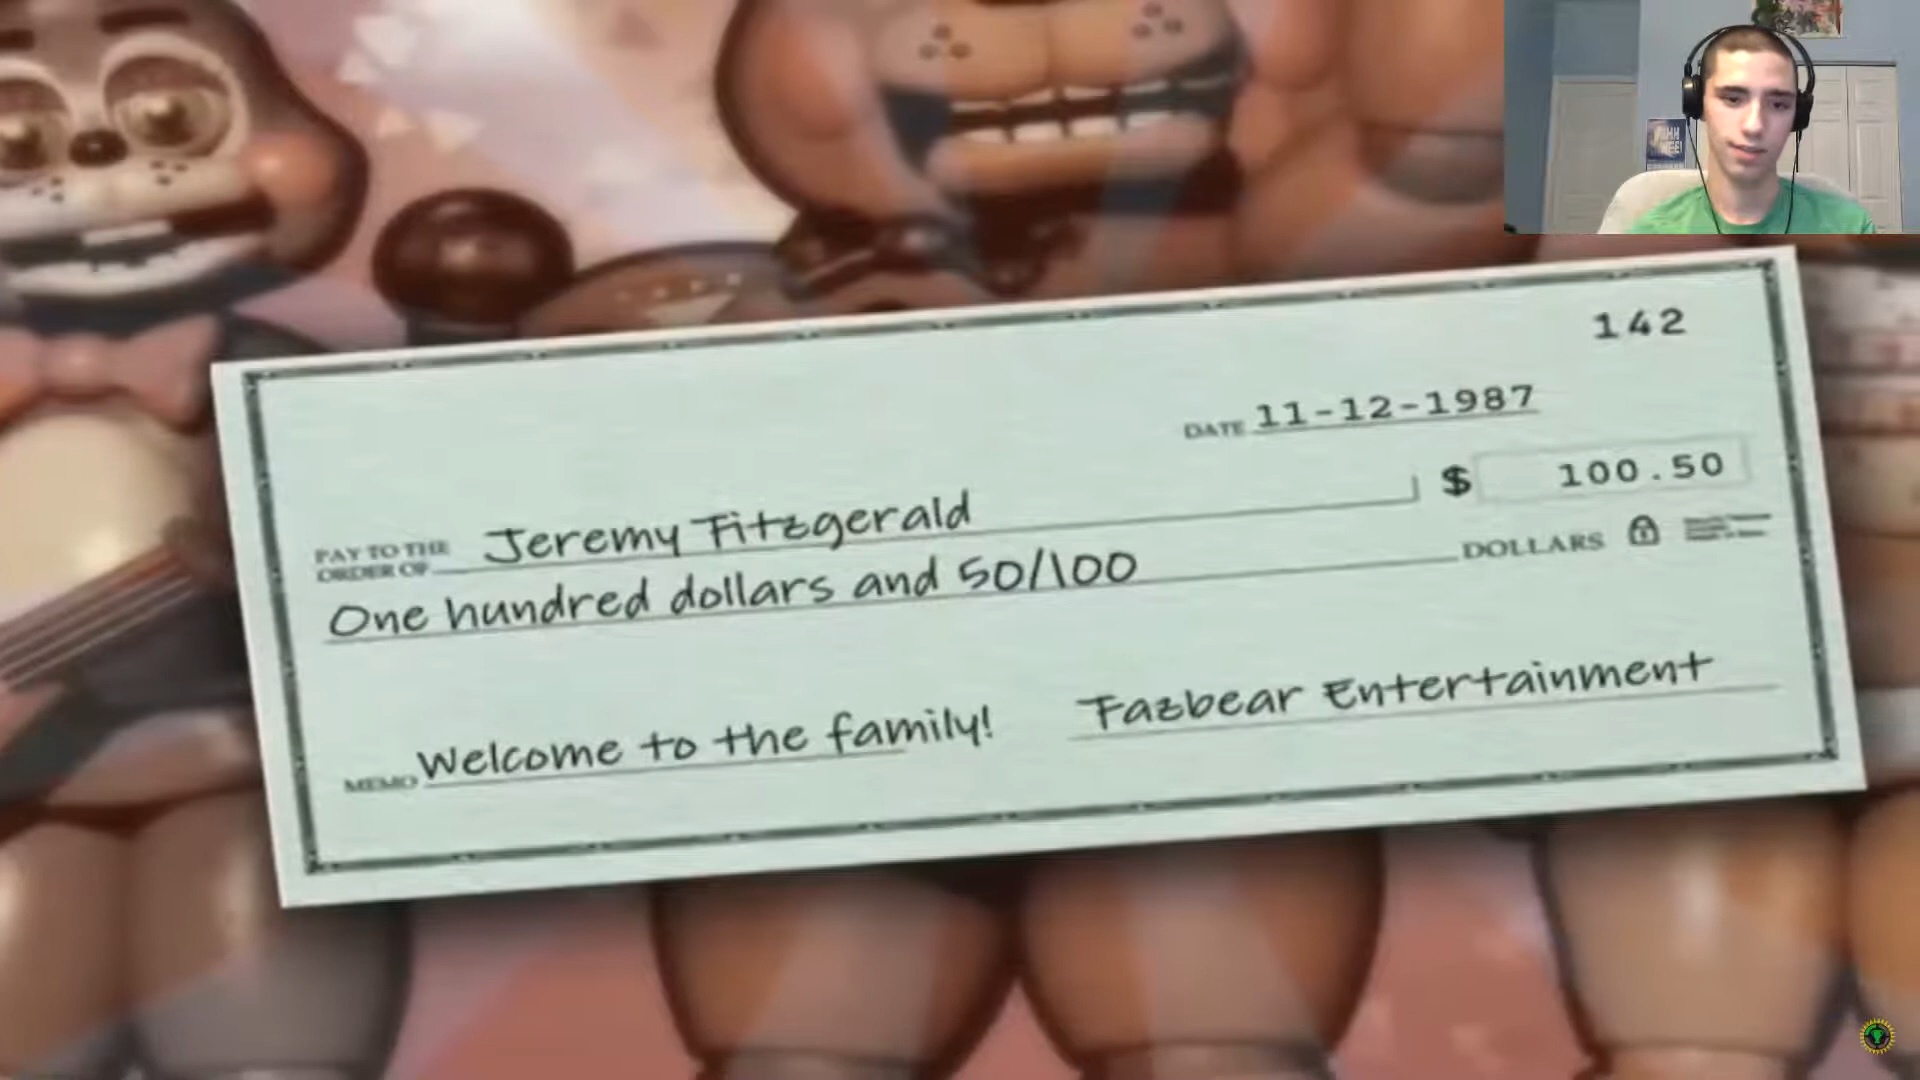 142
DATE 11-12-1987
PAY TO THE ORDER OF Jeremy Fitzgerald $ 100.50
One hundred dollars and 50/100 DOLLARS
MEMO Welcome to the family! Fazbear Entertainment